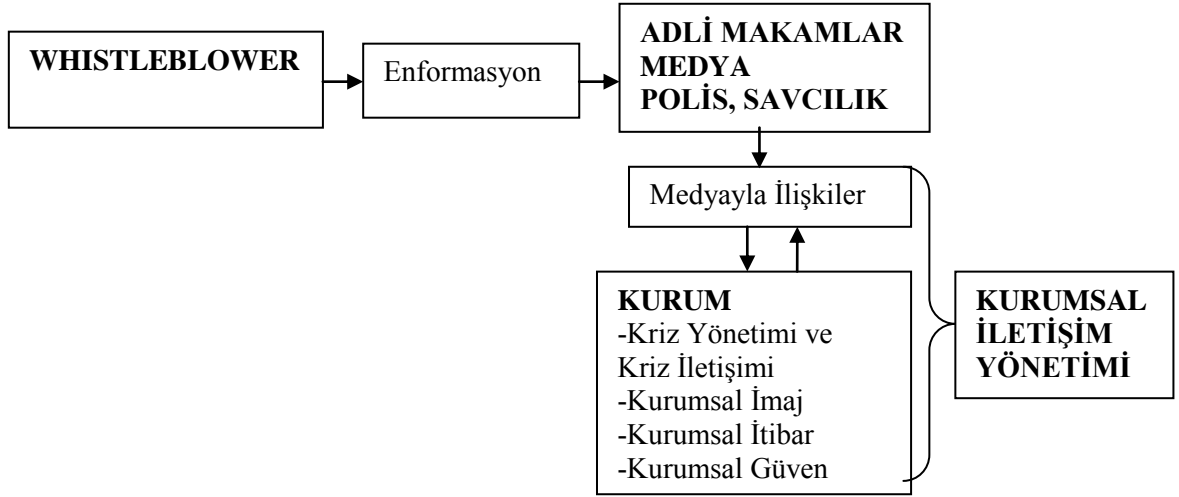 WHISTLEBLOWER
Enformasyon
ADLİ MAKAMLAR
MEDYA
POLİS, SAVCILIK
Medyayla İlişkiler
KURUM
-Kriz Yönetimi ve
Kriz İletişimi
-Kurumsal İmaj
-Kurumsal İtibar
-Kurumsal Güven
KURUMSAL
İLETİŞİM
YÖNETİMİ